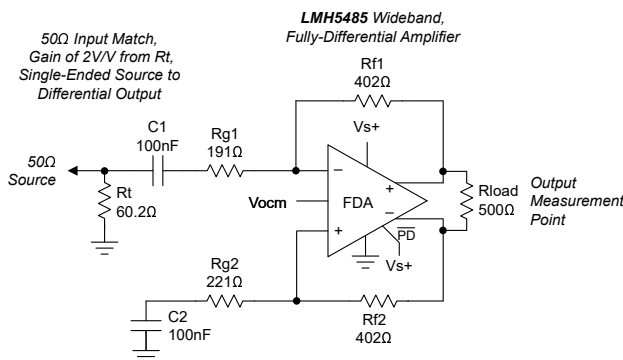 LMH5485 Wideband,
Fully-Differential Amplifier
50Ω Input Match,
Gain of 2V/V from Rt,
Single-Ended Source to
Differential Output
Rf1
402Ω
C1
100nF
Rg1
191Ω
Vs+
50Ω
Source
Rt
60.2Ω
−
+
Vocm
FDA
−
+
PD
Vs+
Rload
500Ω
Output
Measurement
Point
Rg2
221Ω
Rf2
402Ω
C2
100nF